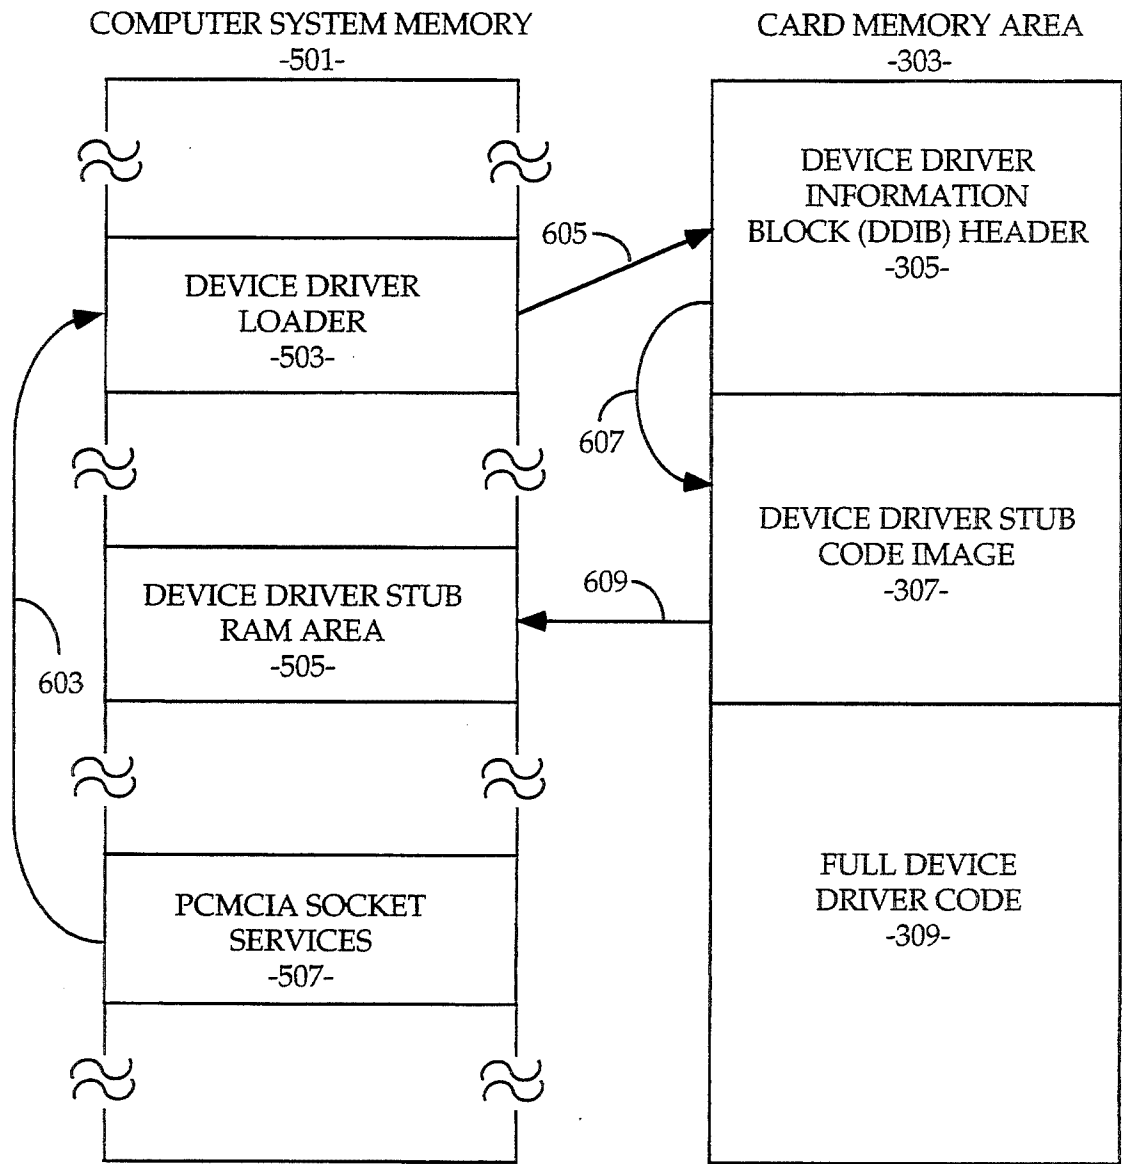 COMPUTER SYSTEM MEMORY
-501-
CARD MEMORY AREA
-303-
DEVICE DRIVER
INFORMATION
BLOCK (DDIB) HEADER
-305-
605
DEVICE DRIVER
LOADER
-503-
607
DEVICE DRIVER STUB
CODE IMAGE
-307-
609
DEVICE DRIVER STUB
RAM AREA
-505-
603
FULL DEVICE
DRIVER CODE
-309-
PCMCIA SOCKET
SERVICES
-507-